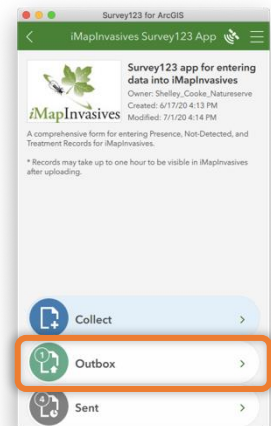 Survey123 for ArcGIS
iMapInvasives Survey123 App
iMapInvasives
Survey123 app for entering
data into iMapInvasives
Owner: Shelley_Cooke_Natureserve
Created: 6/17/20 4:13 PM
Modified: 7/1/20 4:14 PM
A comprehensive form for entering Presence, Not-Detected, and
Treatment Records for iMapInvasives.
* Records may take up to one hour to be visible in iMapInvasives
after uploading.
Collect
1
Outbox
4
Sent